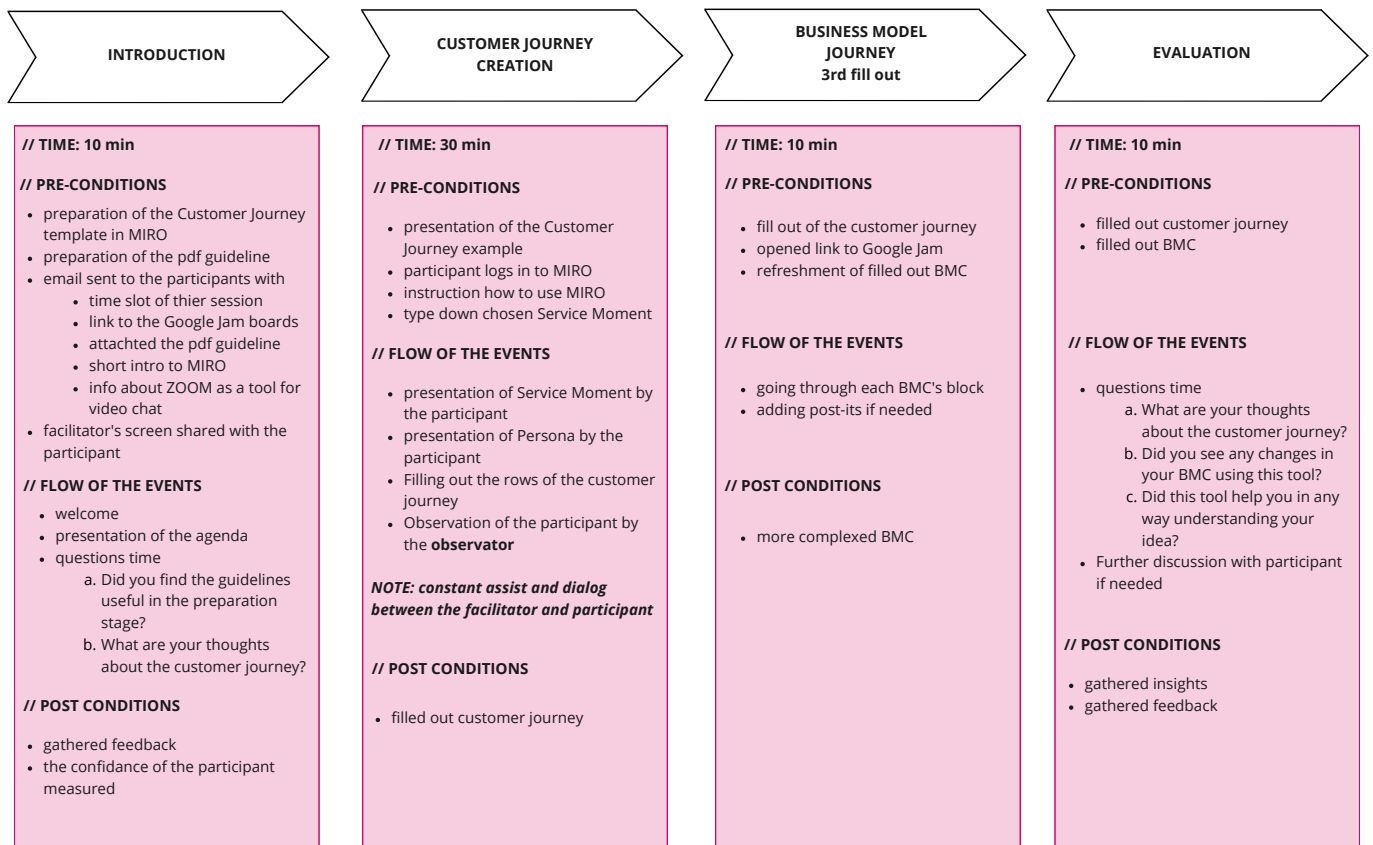 INTRODUCTION
CUSTOMER JOURNEY
CREATION
BUSINESS MODEL
JOURNEY
3rd fill out
EVALUATION
// TIME: 10 min
// PRE-CONDITIONS
• preparation of the Customer Journey
template in MIRO
• preparation of the pdf guideline
• email sent to the participants with
• time slot of thier session
• link to the Google Jam boards
• attachted the pdf guideline
• short intro to MIRO
• info about ZOOM as a tool for
video chat
• facilitator's screen shared with the
participant
// FLOW OF THE EVENTS
• welcome
• presentation of the agenda
• questions time
a. Did you find the guidelines
useful in the preparation
stage?
b. What are your thoughts
about the customer journey?
// POST CONDITIONS
• gathered feedback
• the confidance of the participant
measured
// TIME: 30 min
// PRE-CONDITIONS
• presentation of the Customer
Journey example
• participant logs in to MIRO
• instruction how to use MIRO
• type down chosen Service Moment
// FLOW OF THE EVENTS
• presentation of Service Moment by
the participant
• presentation of Persona by the
participant
• Filling out the rows of the customer
journey
• Observation of the participant by
the observator
NOTE: constant assist and dialog
between the facilitator and participant
// POST CONDITIONS
• filled out customer journey
// TIME: 10 min
// PRE-CONDITIONS
• fill out of the customer journey
• opened link to Google Jam
• refreshment of filled out BMC
// FLOW OF THE EVENTS
• going through each BMC's block
• adding post-its if needed
// POST CONDITIONS
• more complexed BMC
// TIME: 10 min
// PRE-CONDITIONS
• filled out customer journey
• filled out BMC
// FLOW OF THE EVENTS
• questions time
a. What are your thoughts
about the customer journey?
b. Did you see any changes in
your BMC using this tool?
c. Did this tool help you in any
way understanding your
idea?
• Further discussion with participant
if needed
// POST CONDITIONS
• gathered insights
• gathered feedback